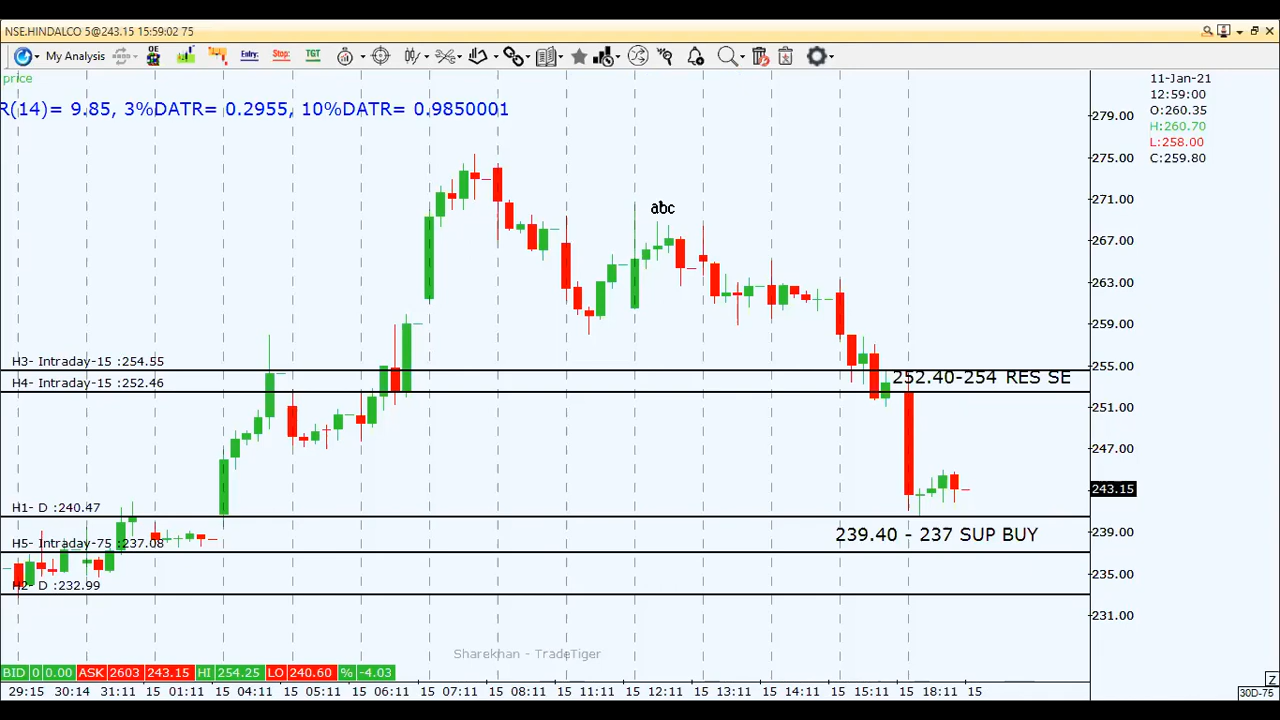 NSE.HINDALCO 5@243.15 15:59:02 75
My Analysis
OE
Entry:
Stop:
TGT
price
R(14)= 9.85, 3%DATR= 0.2955, 10%DATR= 0.9850001
11-Jan-21
12:59:00
O:260.35
H:260.70
L:258.00
C:259.80
279.00
275.00
271.00
267.00
263.00
259.00
255.00
251.00
247.00
243.15
239.00
235.00
231.00
abc
H3- Intraday-15 :254.55
252.40-254 RES SE
H4- Intraday-15 :252.46
H1- D :240.47
239.40 - 237 SUP BUY
H5- Intraday-75 :237.08
H2- D :232.99
Sharekhan - TradeTiger
BID 0 0.00 ASK 2603 243.15 HI 254.25 LO 240.60 % -4.03
29:15 30:14 31:11 15 01:11 15 04:11 15 05:11 15 06:11 15 07:11 15 08:11 15 11:11 15 12:11 15 13:11 15 14:11 15 15:11 15 18:11 15
Z
30D-75